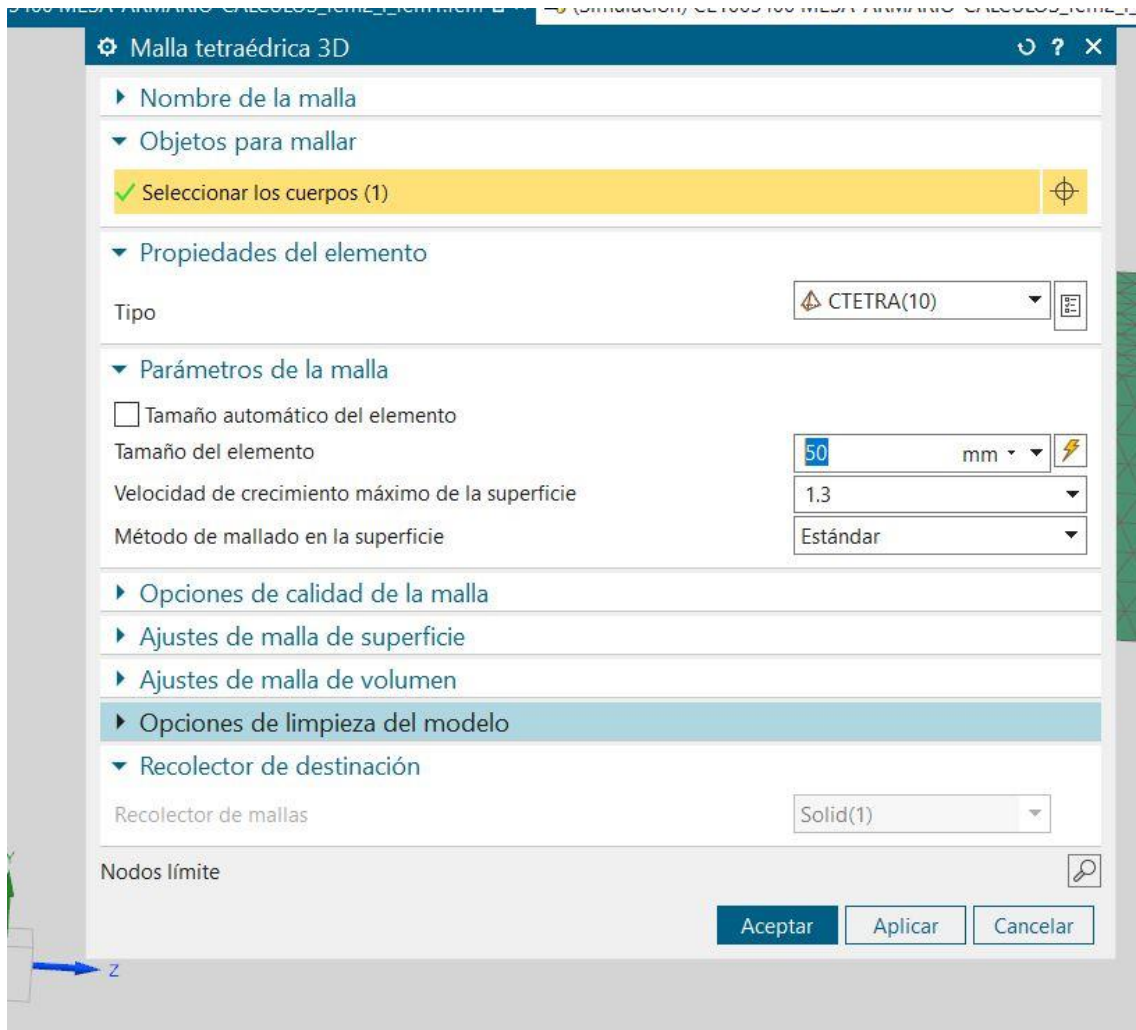 Malla tetraédrica 3D
Nombre de la malla
Objetos para mallar
Seleccionar los cuerpos (1)
Propiedades del elemento
Tipo
CTETRA(10)
Parámetros de la malla
Tamaño automático del elemento
Tamaño del elemento
50 mm
Velocidad de crecimiento máximo de la superficie
1.3
Método de mallado en la superficie
Estándar
Opciones de calidad de la malla
Ajustes de malla de superficie
Ajustes de malla de volumen
Opciones de limpieza del modelo
Recolector de destinación
Recolector de mallas
Solid(1)
Nodos límite
Aceptar Aplicar Cancelar
Z